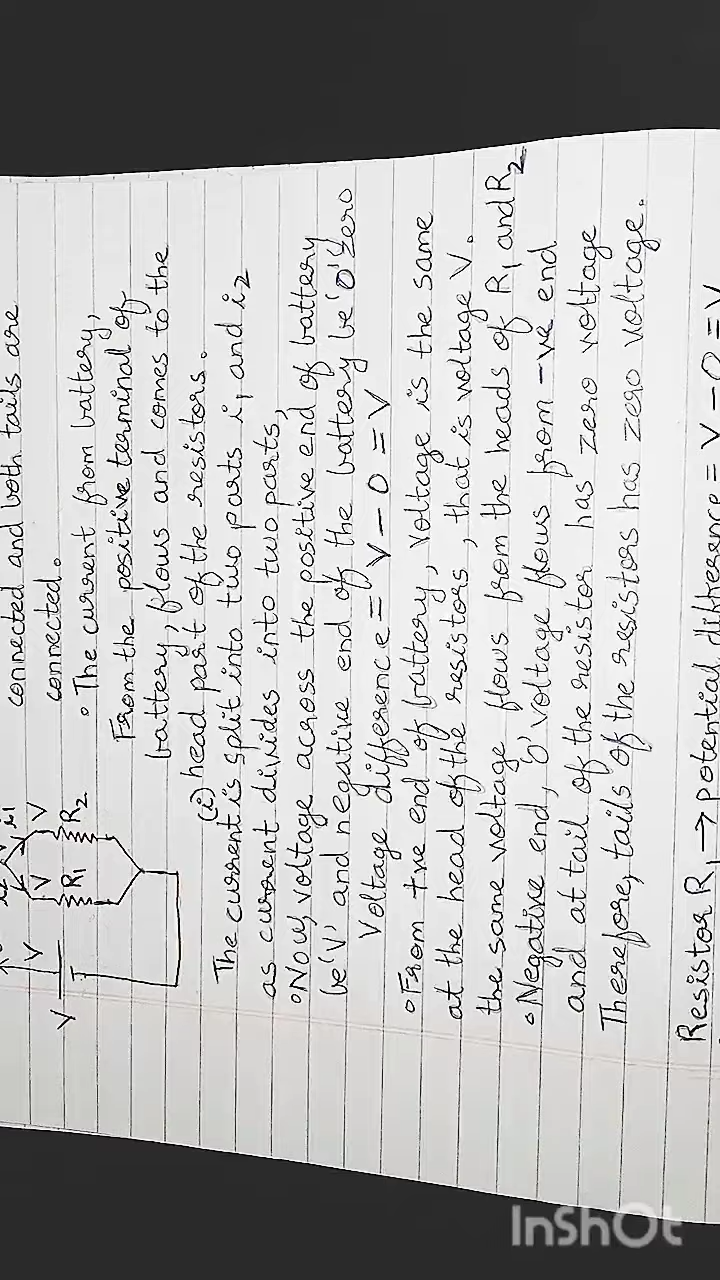 connected and both tails are
connected.
• The current from battery,
From the positive terminal of
battery, flows and comes to the
(i) head part of the resistors.
The current is split into two parts i1 and i2
as current divides into two parts,
• Now, voltage across the positive end of battery
be 'V' and negative end of the battery be 'O' zero
Voltage difference = V - O = V
• From +ve end of battery, voltage is the same
at the head of the resistors, that is voltage V.
the same voltage flows from the heads of R1 and R2
• Negative end, 'O' voltage flows from -ve end
and at tail of the resistor has zero voltage
Therefore, tails of the resistors has zero voltage.
Resistor R1 → potential difference = V - O = V
V
V
V
R1
i1
V
R2
InShOt